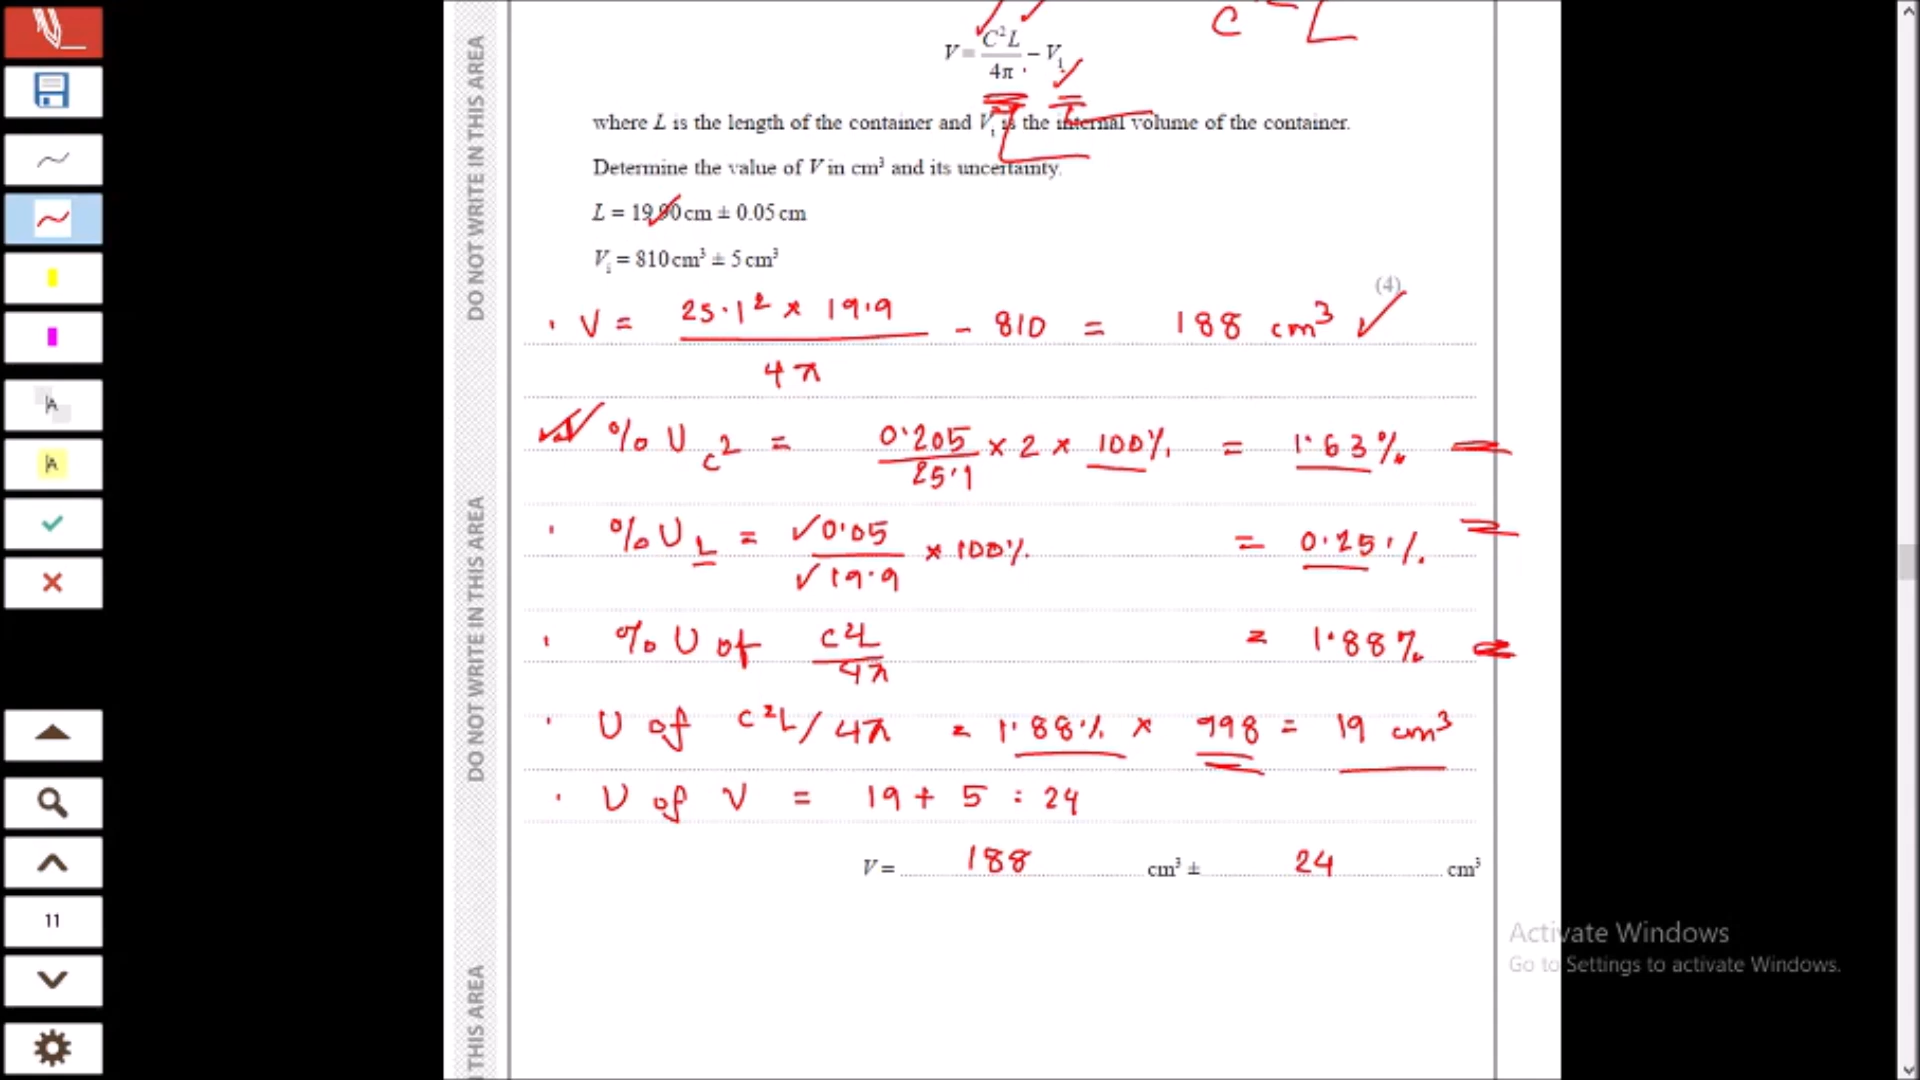 C L
V = C²L / 4π − Vᵢ
where L is the length of the container and Vᵢ is the internal volume of the container.
Determine the value of V in cm³ and its uncertainty.
L = 19.90 cm ± 0.05 cm
Vᵢ = 810 cm³ ± 5 cm³
(4)
· V = 25.1² × 19.9 / 4π − 810 = 188 cm³ ✓
% U c² = 0.205 / 25.1 × 2 × 100% = 1.63%
· % U L = ✓0.05 / ✓19.9 × 100% = 0.25%
· % U of C²L / 4π = 1.88%
· U of C²L/4π = 1.88% × 998 = 19 cm³
· U of V = 19 + 5 = 24
V = 188 cm³ ± 24 cm³
DO NOT WRITE IN THIS AREA
DO NOT WRITE IN THIS AREA
THIS AREA
A
A
11
Activate Windows
Go to Settings to activate Windows.